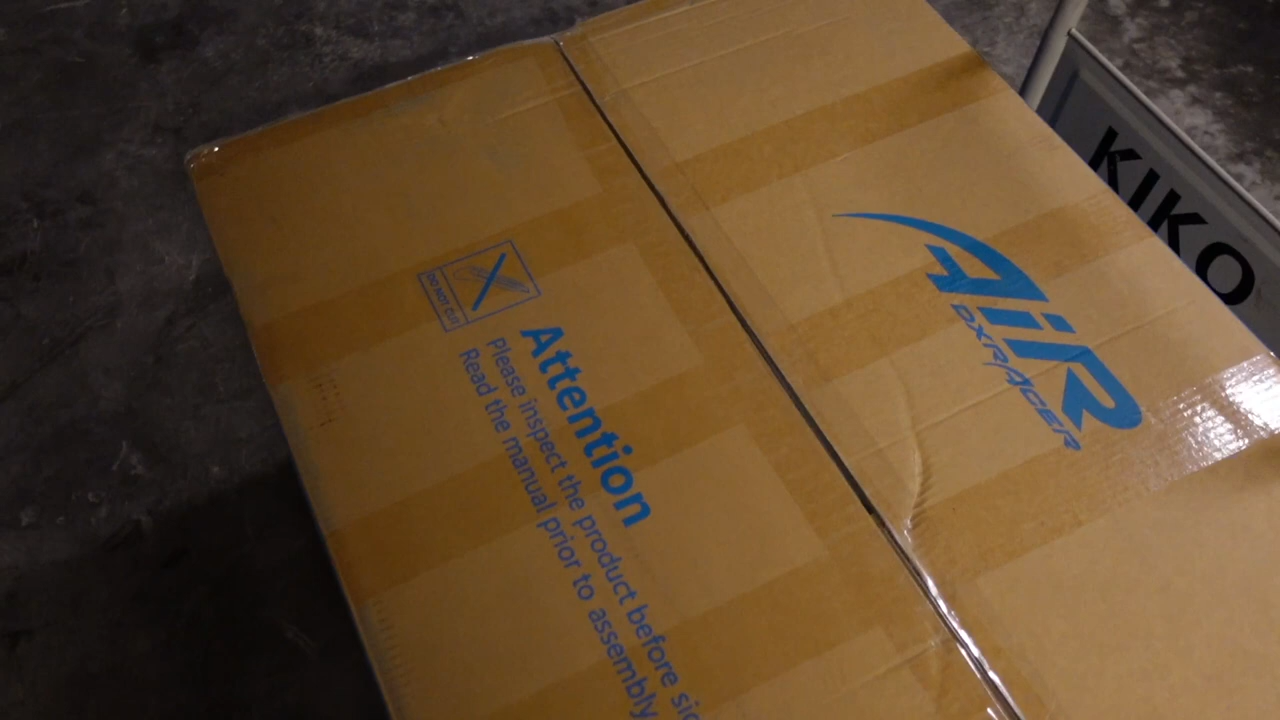 DO NOT CUT
Attention
Please inspect the product before
Read the manual prior to assembly
AiR
DXRACER
KIKO